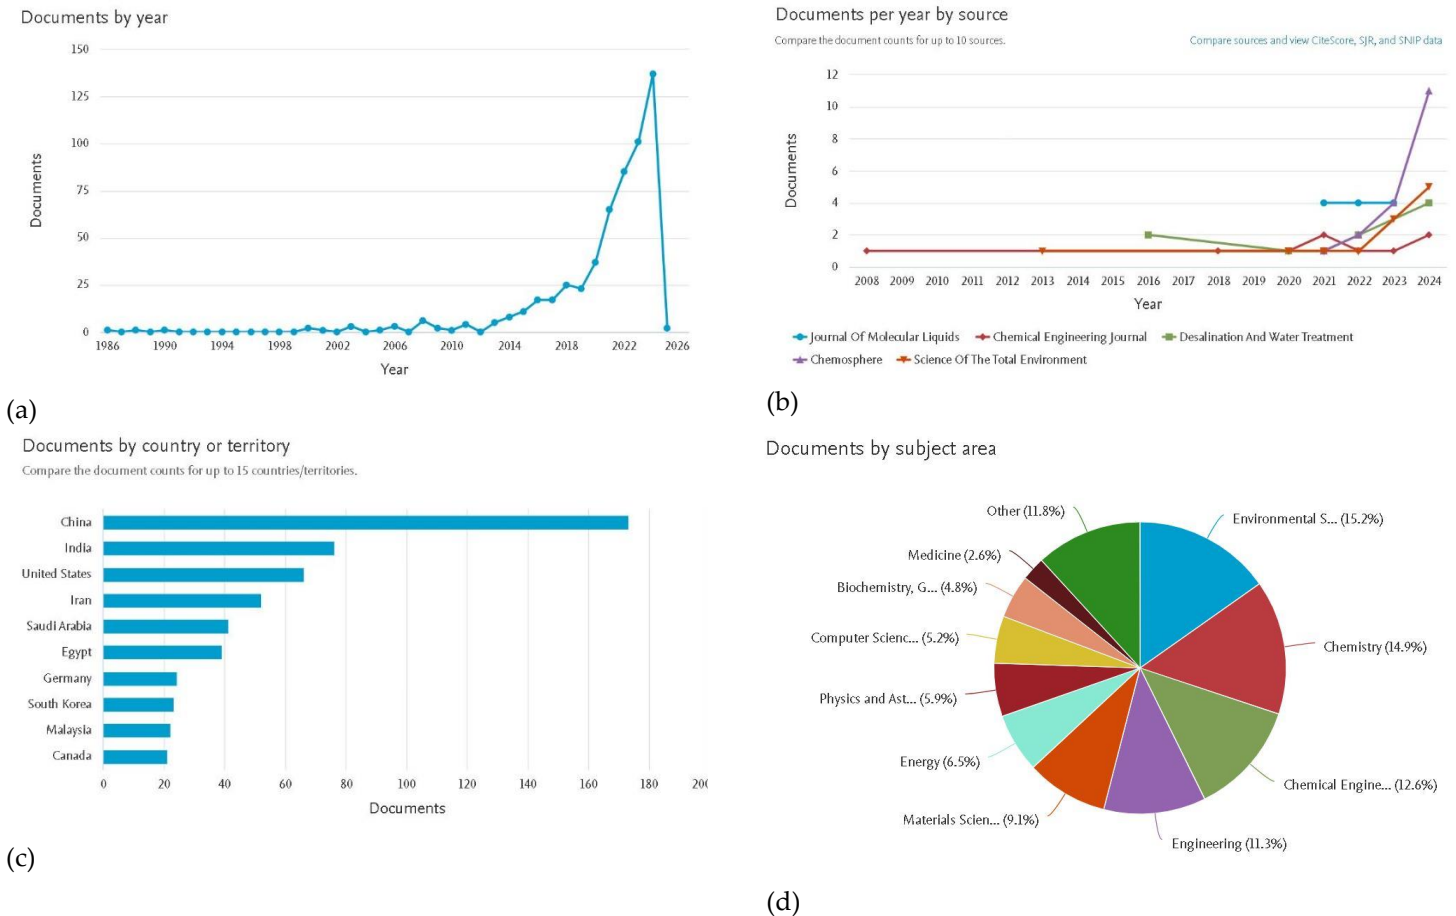 Documents by year
150
125
100
75
50
25
0
Documents
1986 1990 1994 1998 2002 2006 2010 2014 2018 2022 2026
Year
(a)
Documents per year by source
Compare the document counts for up to 10 sources.
Compare sources and view CiteScore, SJR, and SNIP data
12
10
8
6
4
2
0
Documents
2008 2009 2010 2011 2012 2013 2014 2015 2016 2017 2018 2019 2020 2021 2022 2023 2024
Year
Journal Of Molecular Liquids Chemical Engineering Journal Desalination And Water Treatment
Chemosphere Science Of The Total Environment
(b)
Documents by country or territory
Compare the document counts for up to 15 countries/territories.
China
India
United States
Iran
Saudi Arabia
Egypt
Germany
South Korea
Malaysia
Canada
0 20 40 60 80 100 120 140 160 180
Documents
(c)
Documents by subject area
Other (11.8%)
Environmental S... (15.2%)
Medicine (2.6%)
Biochemistry, G... (4.8%)
Computer Scienc... (5.2%)
Chemistry (14.9%)
Physics and Ast... (5.9%)
Energy (6.5%)
Chemical Engine... (12.6%)
Materials Scien... (9.1%)
Engineering (11.3%)
(d)